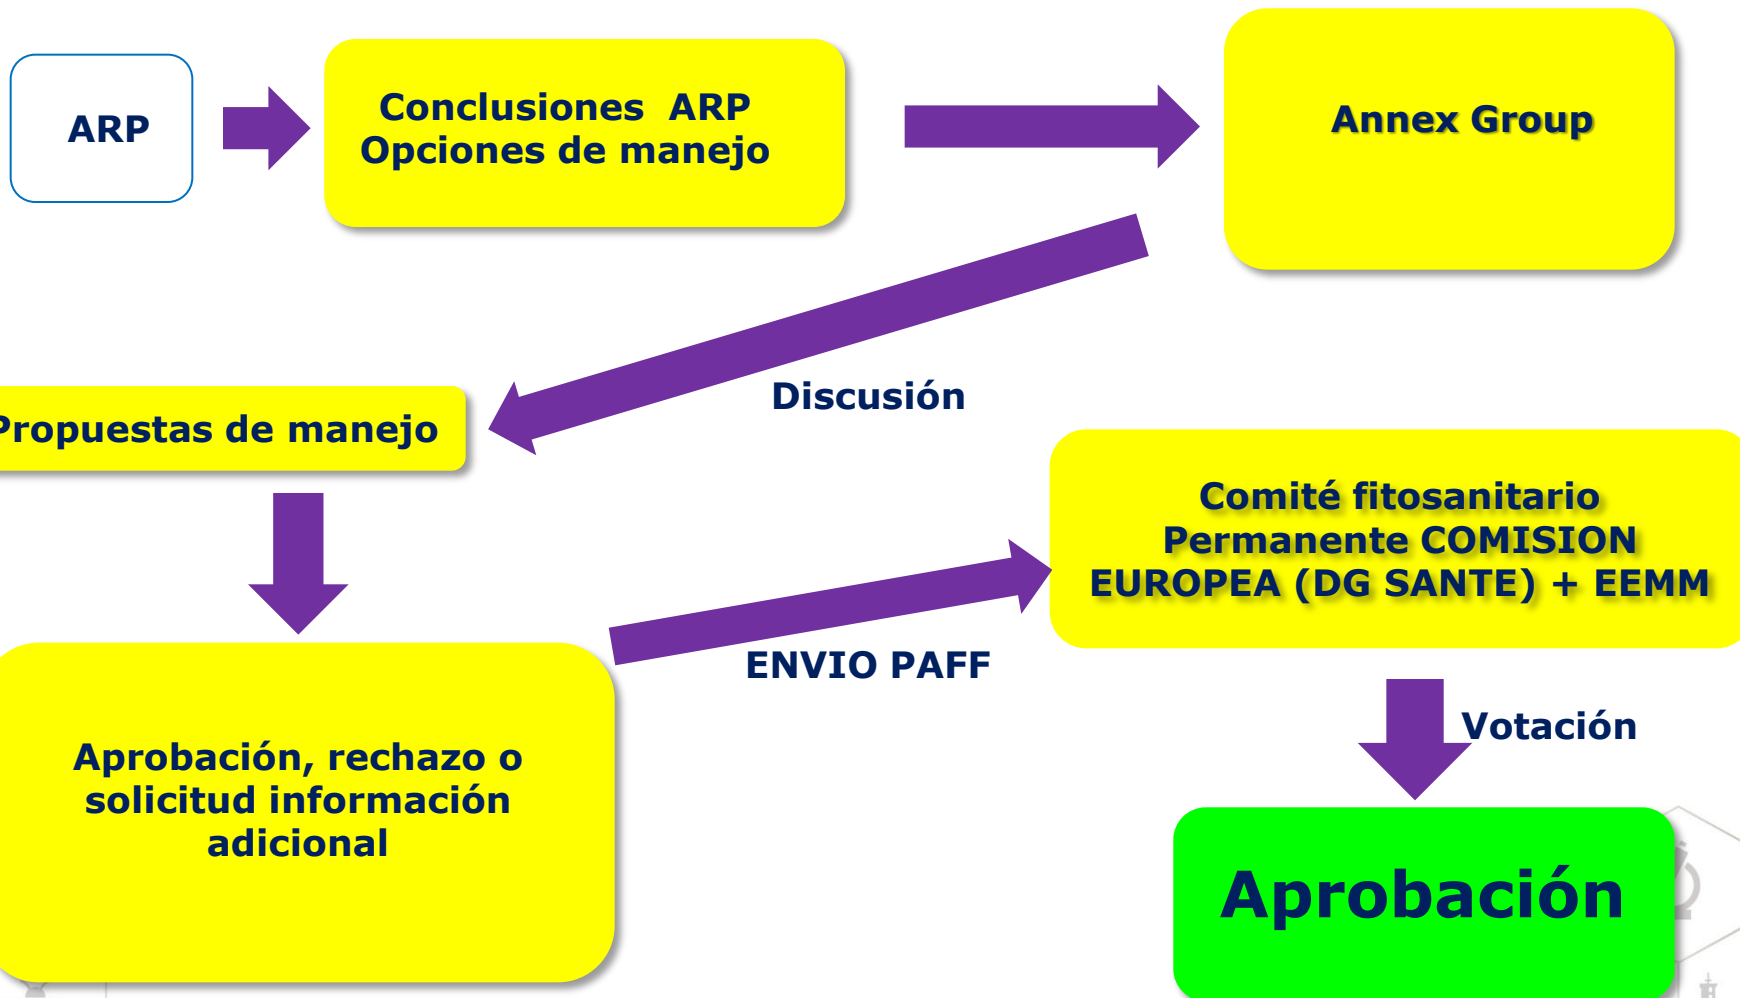 ARP
Conclusiones ARP
Opciones de manejo
Annex Group
Discusión
Propuestas de manejo
Comité fitosanitario
Permanente COMISION
EUROPEA (DG SANTE) + EEMM
ENVIO PAFF
Votación
Aprobación, rechazo o
solicitud información
adicional
Aprobación